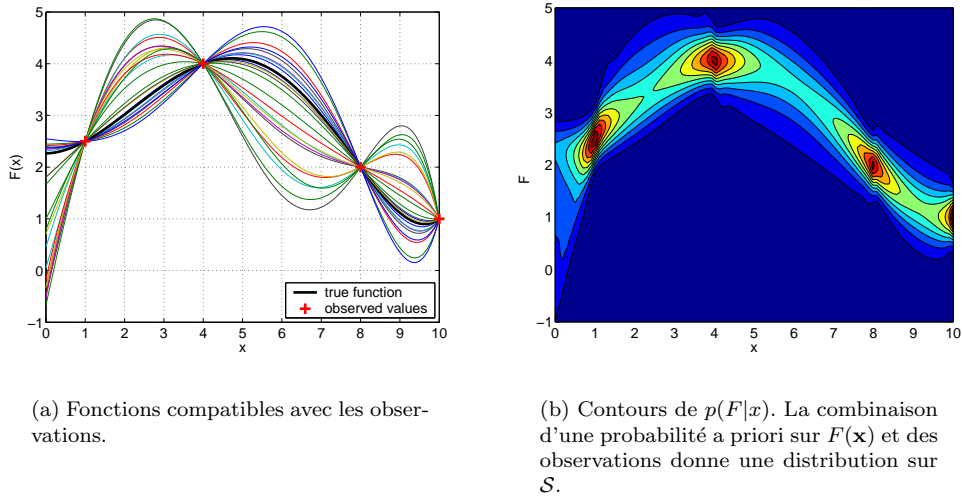 5
4
3
2
1
0
−1
F(x)
0 1 2 3 4 5 6 7 8 9 10
x
true function
observed values
5
4
3
2
1
0
−1
F
0 1 2 3 4 5 6 7 8 9 10
x
(a) Fonctions compatibles avec les obser-
vations.
(b) Contours de p(F|x). La combinaison
d'une probabilité a priori sur F(x) et des
observations donne une distribution sur
S.